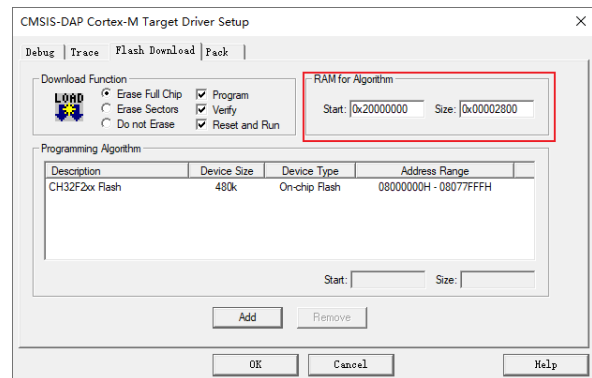 CMSIS-DAP Cortex-M Target Driver Setup
Debug | Trace Flash Download | Pack |
Download Function
LOAD
Erase Full Chip
Erase Sectors
Do not Erase
Program
Verify
Reset and Run
RAM for Algorithm
Start: 0x20000000 Size: 0x00002800
Programming Algorithm
Description Device Size Device Type Address Range
CH32F2xx Flash 480k On-chip Flash 08000000H - 08077FFFH
Start: Size:
Add Remove
OK Cancel Help